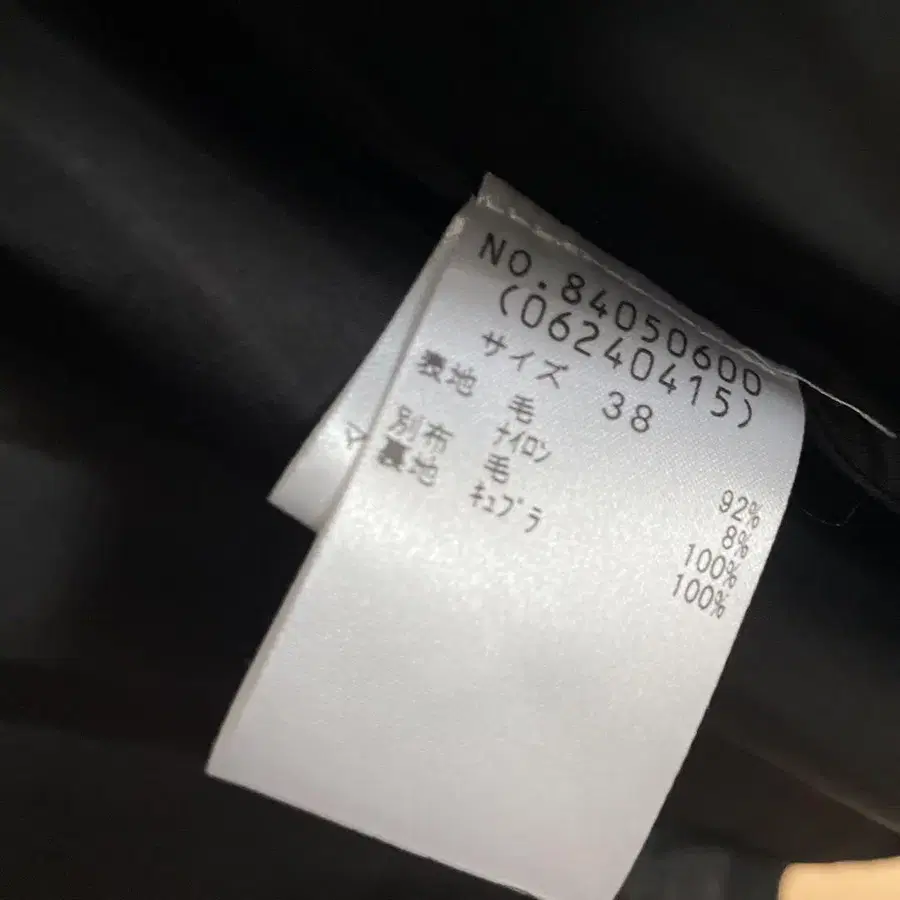 NO.84050600
(06240415)
サイズ 38
表地 毛 92%
ナイロン 8%
別布 毛 100%
裏地 キュプラ 100%